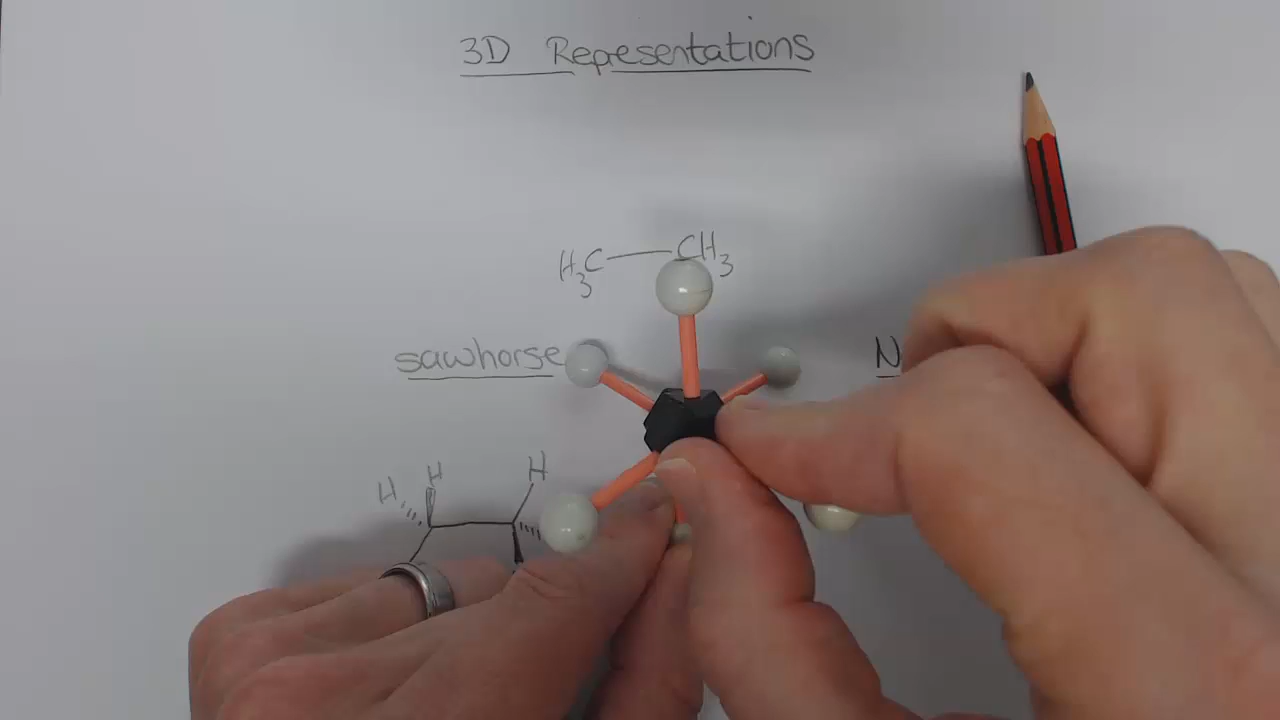 3D Representations
H3C—CH3
sawhorse
N
H H H